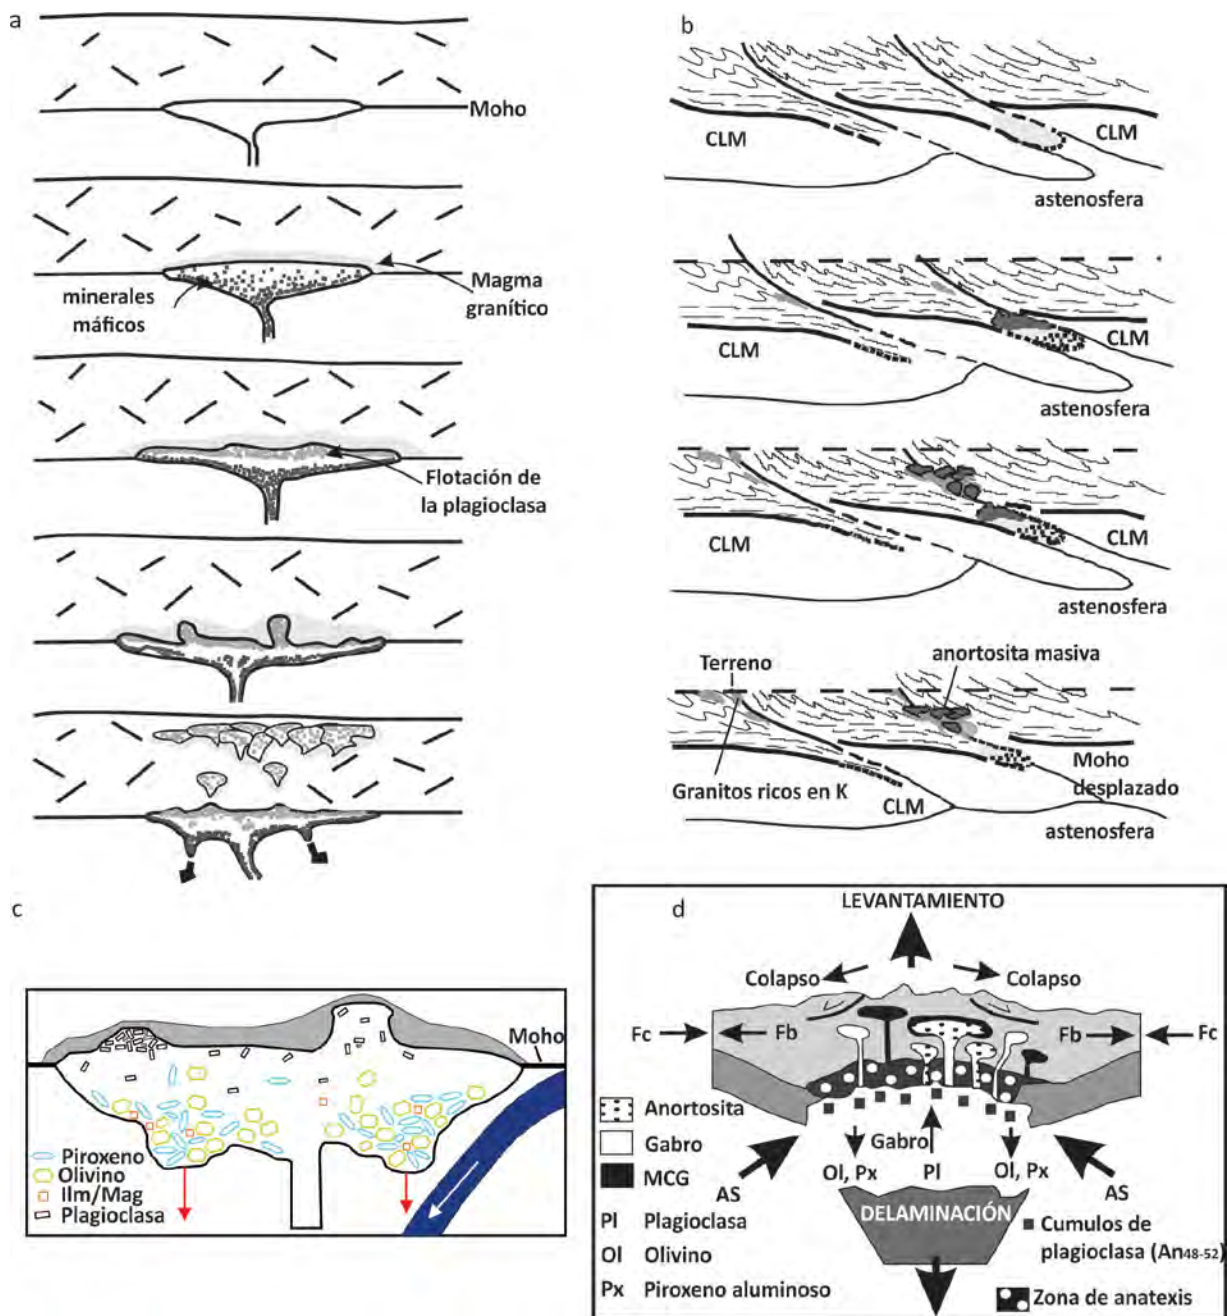 a
Moho
minerales
máficos
Magma
granítico
Flotación de
la plagioclasa
b
CLM
CLM
astenosfera
CLM
CLM
astenosfera
CLM
CLM
astenosfera
Terreno
anortosita masiva
Granitos ricos en K
CLM
Moho
desplazado
astenosfera
c
Moho
Piroxeno
Olivino
Ilm/Mag
Plagioclasa
d
LEVANTAMIENTO
Colapso
Colapso
Fc
Fb
Fb
Fc
Anortosita
Gabro
MCG
Pl Plagioclasa
Ol Olivino
Px Piroxeno aluminoso
Gabro
Ol, Px
Pl
Ol, Px
AS
AS
DELAMINACIÓN
Cumulos de
plagioclasa (An48-52)
Zona de anatexis